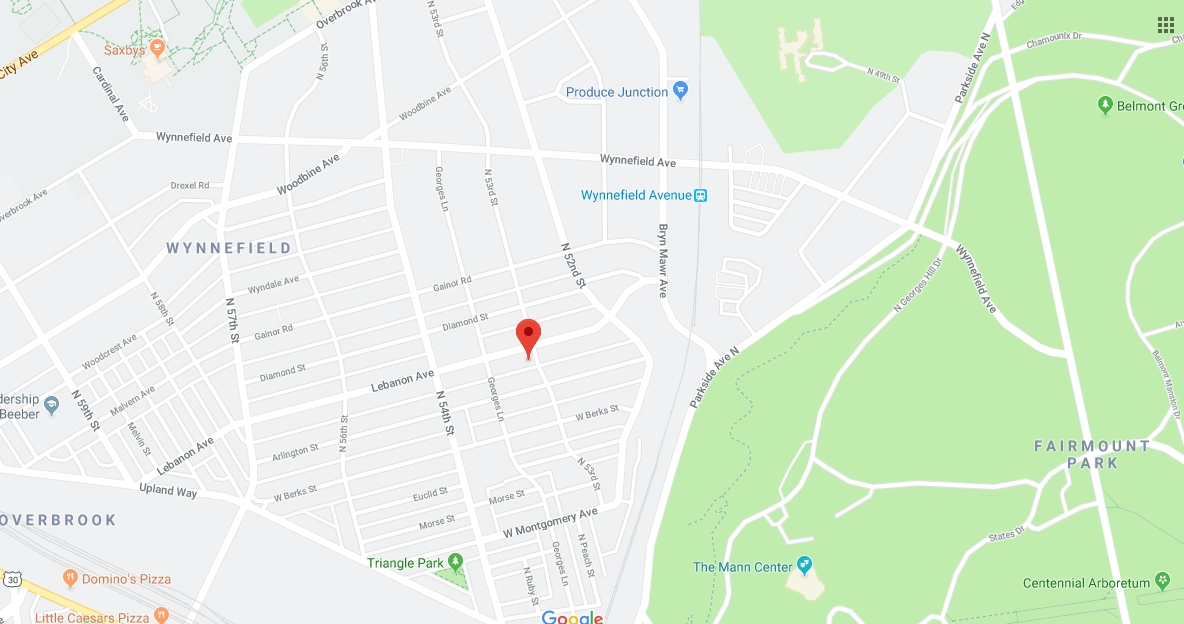 Overbrook Ave
N 53rd St
Edg
Saxbys
City Ave
N 56th St
Cardinal Ave
Parkside Ave N
Chamounix Dr
Cha
N 49th St
Produce Junction
Woodbine Ave
Belmont Gr
Wynnefield Ave
Wynnefield Ave
Woodbine Ave
Georges Ln
N 53rd St
Drexel Rd
Overbrook Ave
Wynnefield Avenue
WYNNEFIELD
N 52nd St
Bryn Mawr Ave
Wynnefield Ave
N Georges Hill Dr
Wyndale Ave
Gainor Rd
N 58th St
N 57th St
Gainor Rd
Diamond St
Woodcrest Ave
Diamond St
Lebanon Ave
Parkside Ave N
Belmont Mansion Dr
dership
Beeber
N 59th St
Malvern Ave
Melvin St
N 56th St
N 54th St
Georges Ln
W Berks St
Lebanon Ave
Arlington St
FAIRMOUNT
PARK
N 53rd St
Upland Way
W Berks St
Euclid St
Morse St
OVERBROOK
Morse St
W Montgomery Ave
States Dr
Triangle Park
Georges Ln
N Peach St
N Ruby St
The Mann Center
30
Domino's Pizza
Centennial Arboretum
Little Caesars Pizza
Google